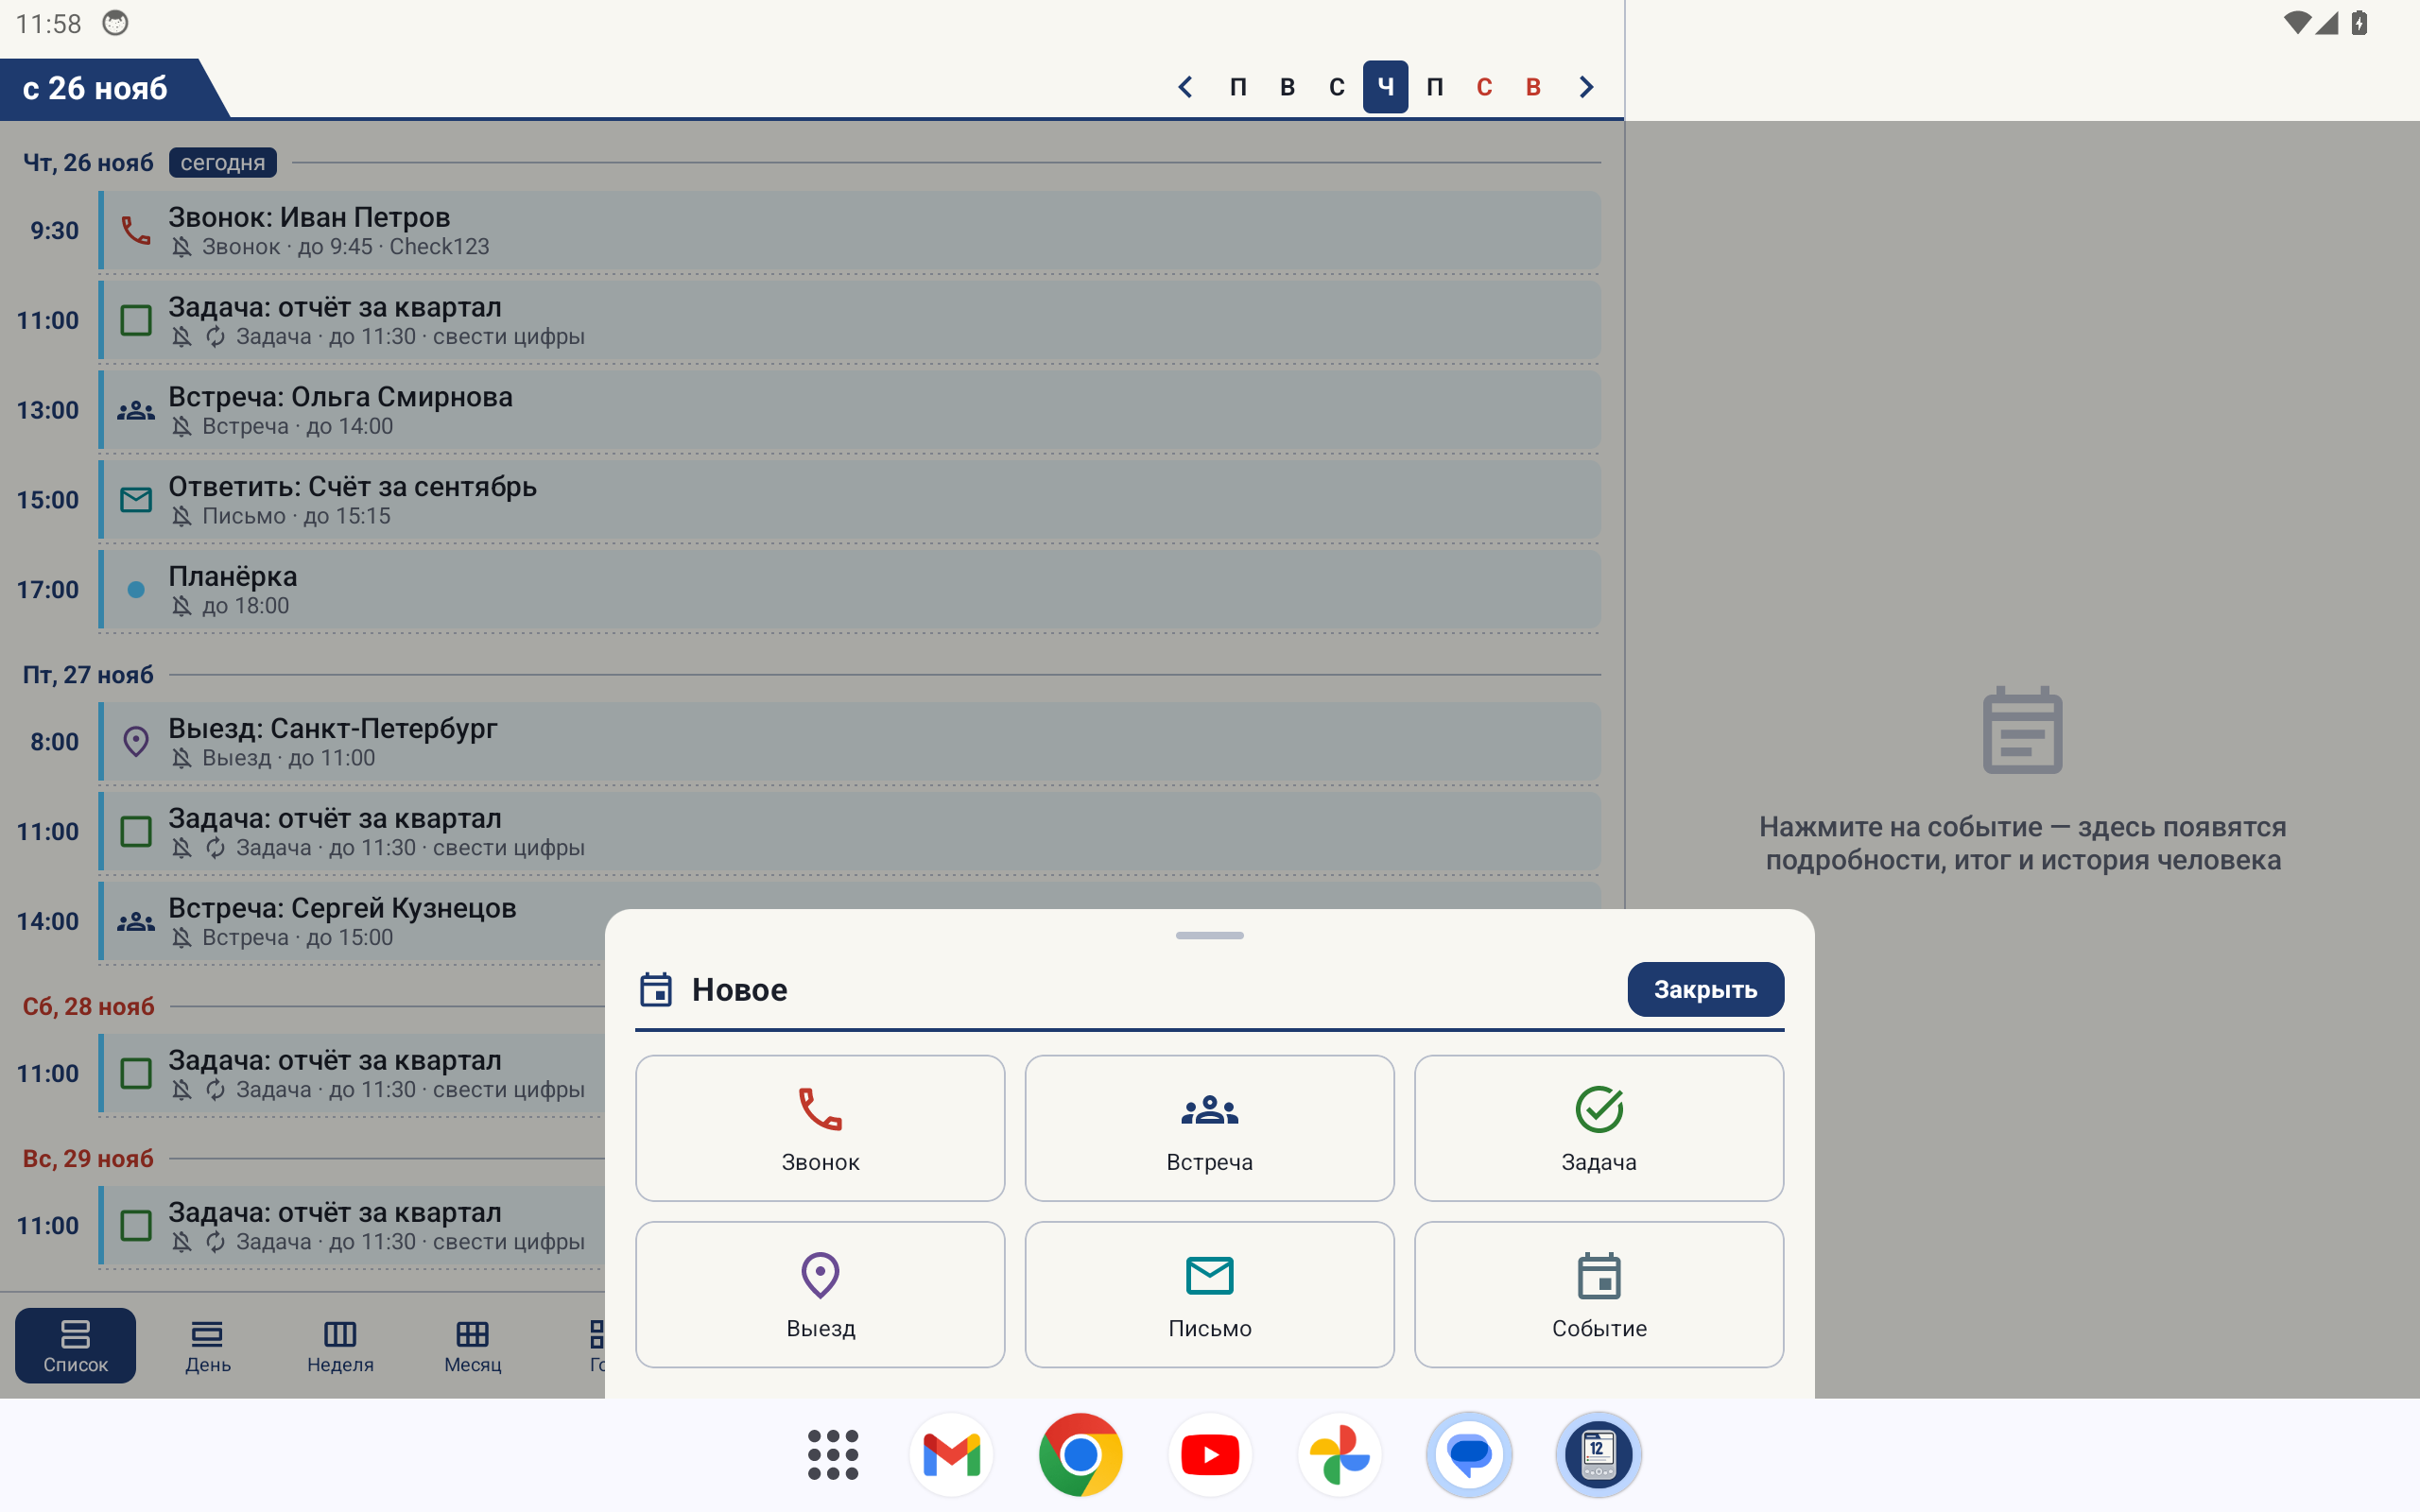 11:58
с 26 нояб
П В С Ч П С В
Чт, 26 нояб сегодня
9:30 Звонок: Иван Петров
Звонок · до 9:45 · Check123
11:00 Задача: отчёт за квартал
Задача · до 11:30 · свести цифры
13:00 Встреча: Ольга Смирнова
Встреча · до 14:00
15:00 Ответить: Счёт за сентябрь
Письмо · до 15:15
17:00 Планёрка
до 18:00
Пт, 27 нояб
8:00 Выезд: Санкт-Петербург
Выезд · до 11:00
11:00 Задача: отчёт за квартал
Задача · до 11:30 · свести цифры
14:00 Встреча: Сергей Кузнецов
Встреча · до 15:00
Сб, 28 нояб
11:00 Задача: отчёт за квартал
Задача · до 11:30 · свести цифры
Вс, 29 нояб
11:00 Задача: отчёт за квартал
Задача · до 11:30 · свести цифры
Список День Неделя Месяц
Нажмите на событие — здесь появятся
подробности, итог и история человека
Новое
Закрыть
Звонок Встреча Задача
Выезд Письмо Событие
12